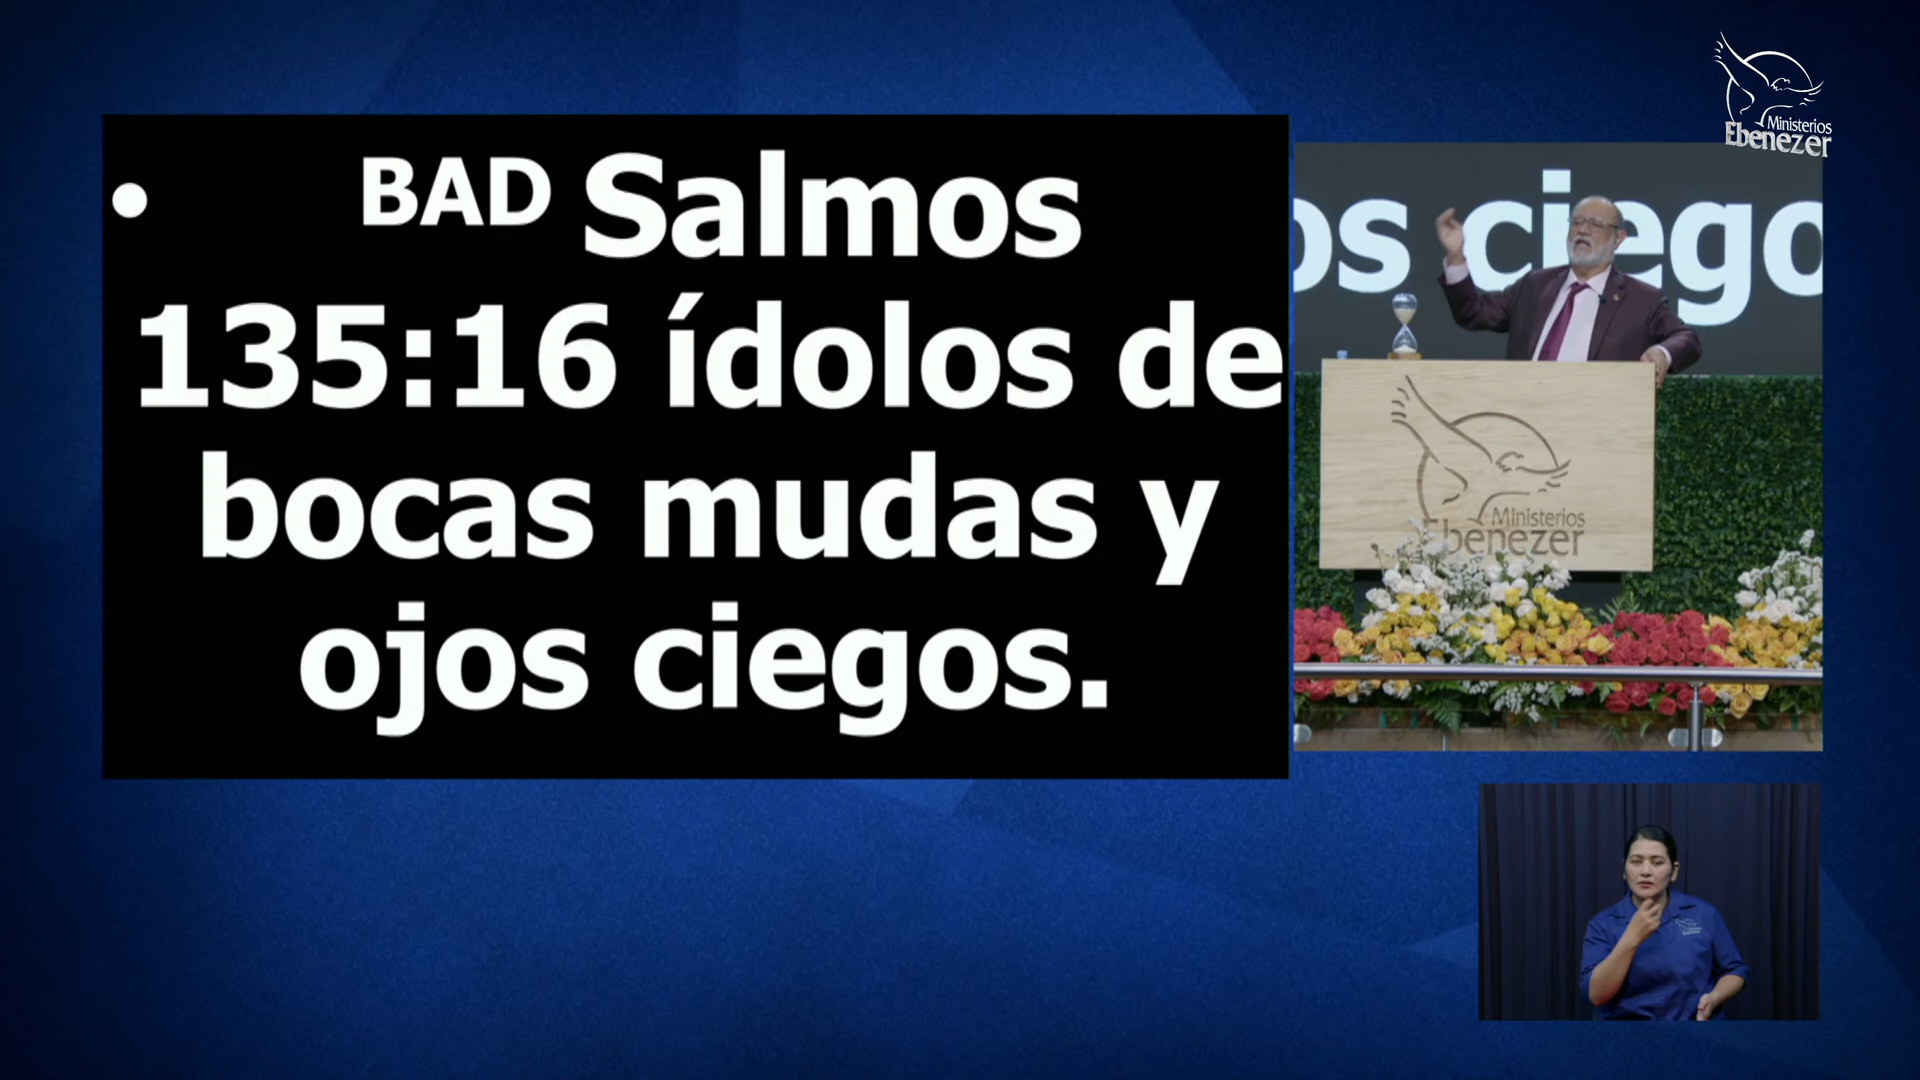 Ministerios
Ebenezer
• BAD Salmos
135:16 ídolos de
bocas mudas y
ojos ciegos.
os ciego
Ministerios
Ebenezer